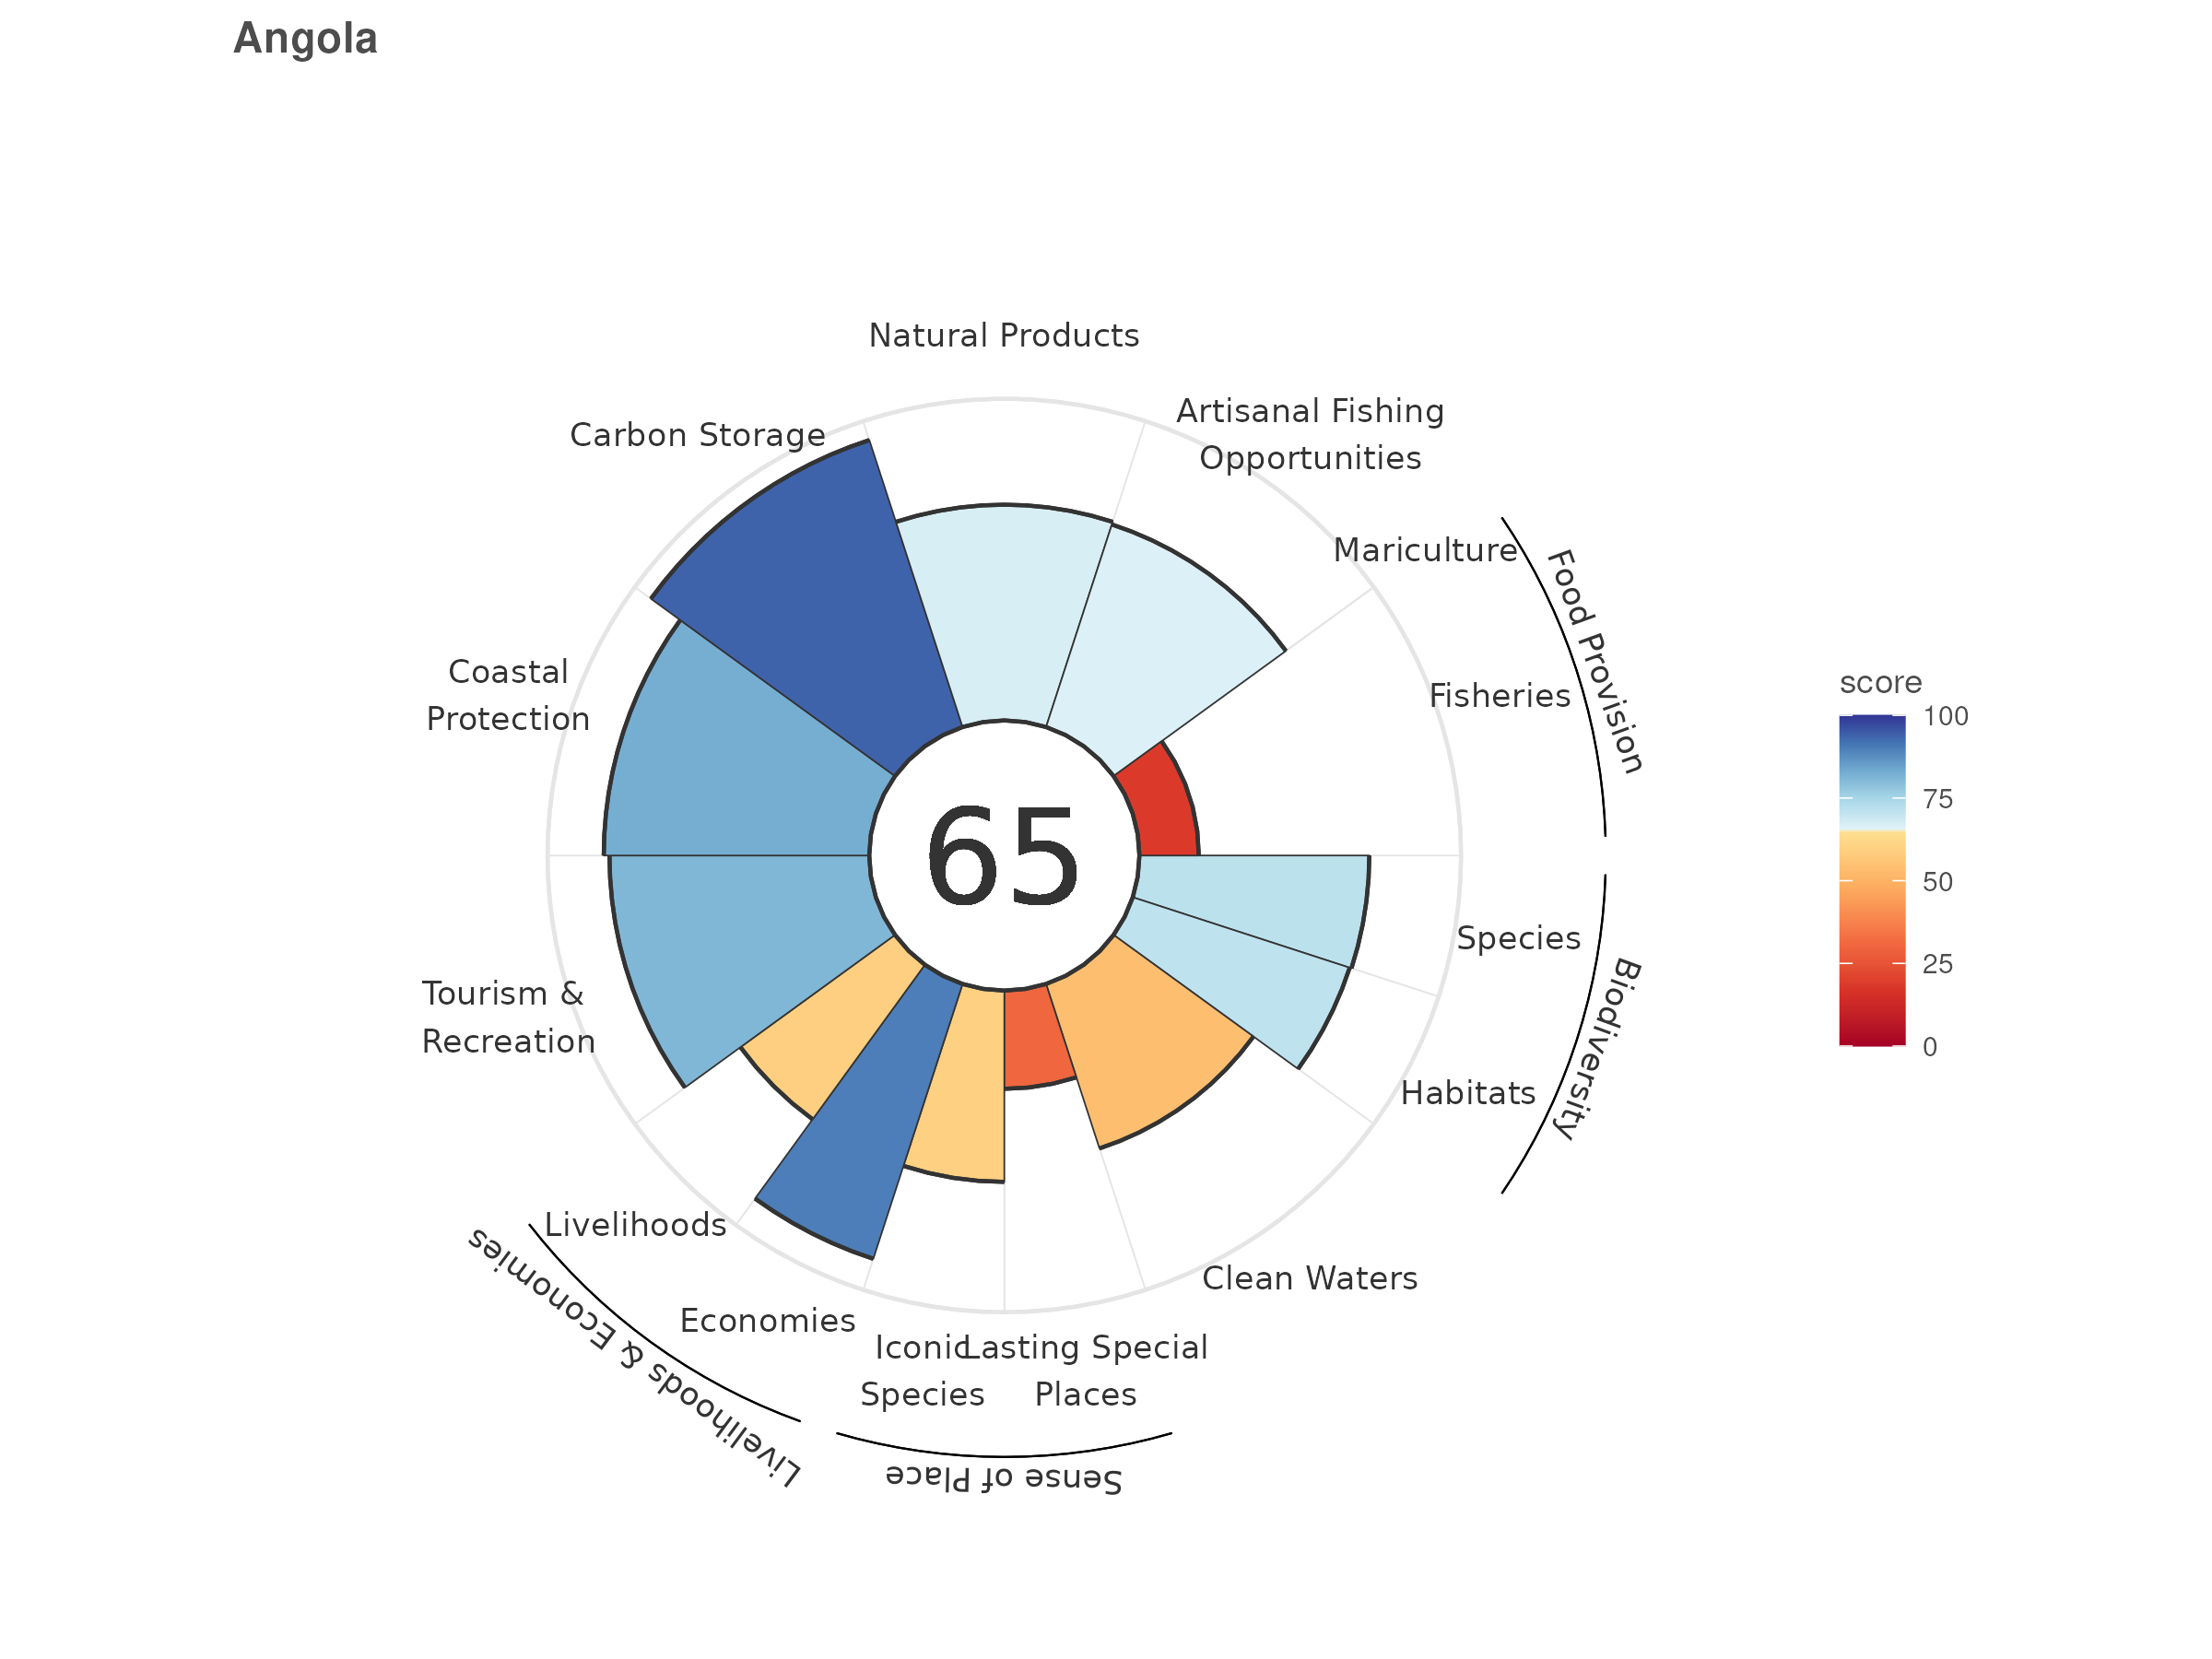 Angola
Natural Products
Artisanal Fishing
Opportunities
Carbon Storage
Mariculture
Food Provision
Fisheries
Coastal
Protection
65
score
100
75
50
25
0
Species
Biodiversity
Habitats
Tourism &
Recreation
Livelihoods
Livelihoods & Economies
Economies
Clean Waters
Iconic
Species
Lasting Special
Places
Sense of Place